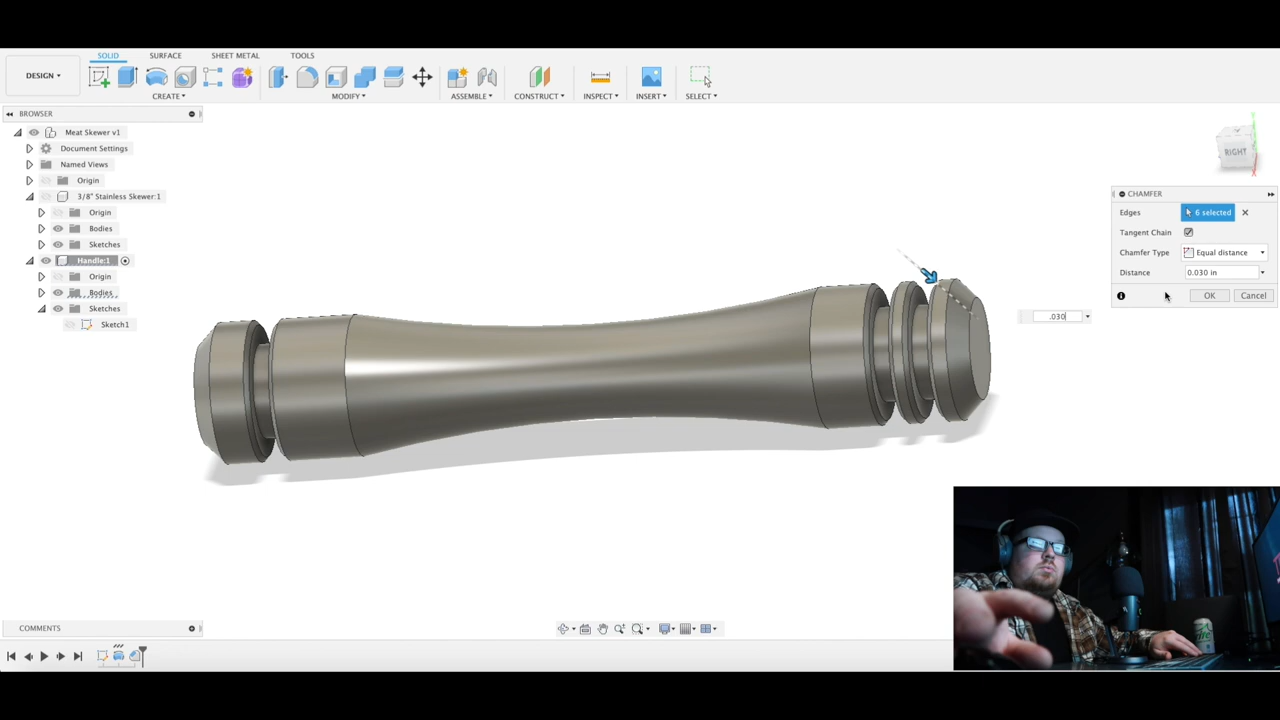 SOLID SURFACE SHEET METAL TOOLS
DESIGN
CREATE MODIFY ASSEMBLE CONSTRUCT INSPECT INSERT SELECT
BROWSER
Meat Skewer v1
Document Settings
Named Views
Origin
3/8" Stainless Skewer:1
Origin
Bodies
Sketches
Handle:1
Origin
Bodies
Sketches
Sketch1
RIGHT
CHAMFER
Edges 6 selected
Tangent Chain
Chamfer Type Equal distance
Distance 0.030 in
OK Cancel
.030
COMMENTS